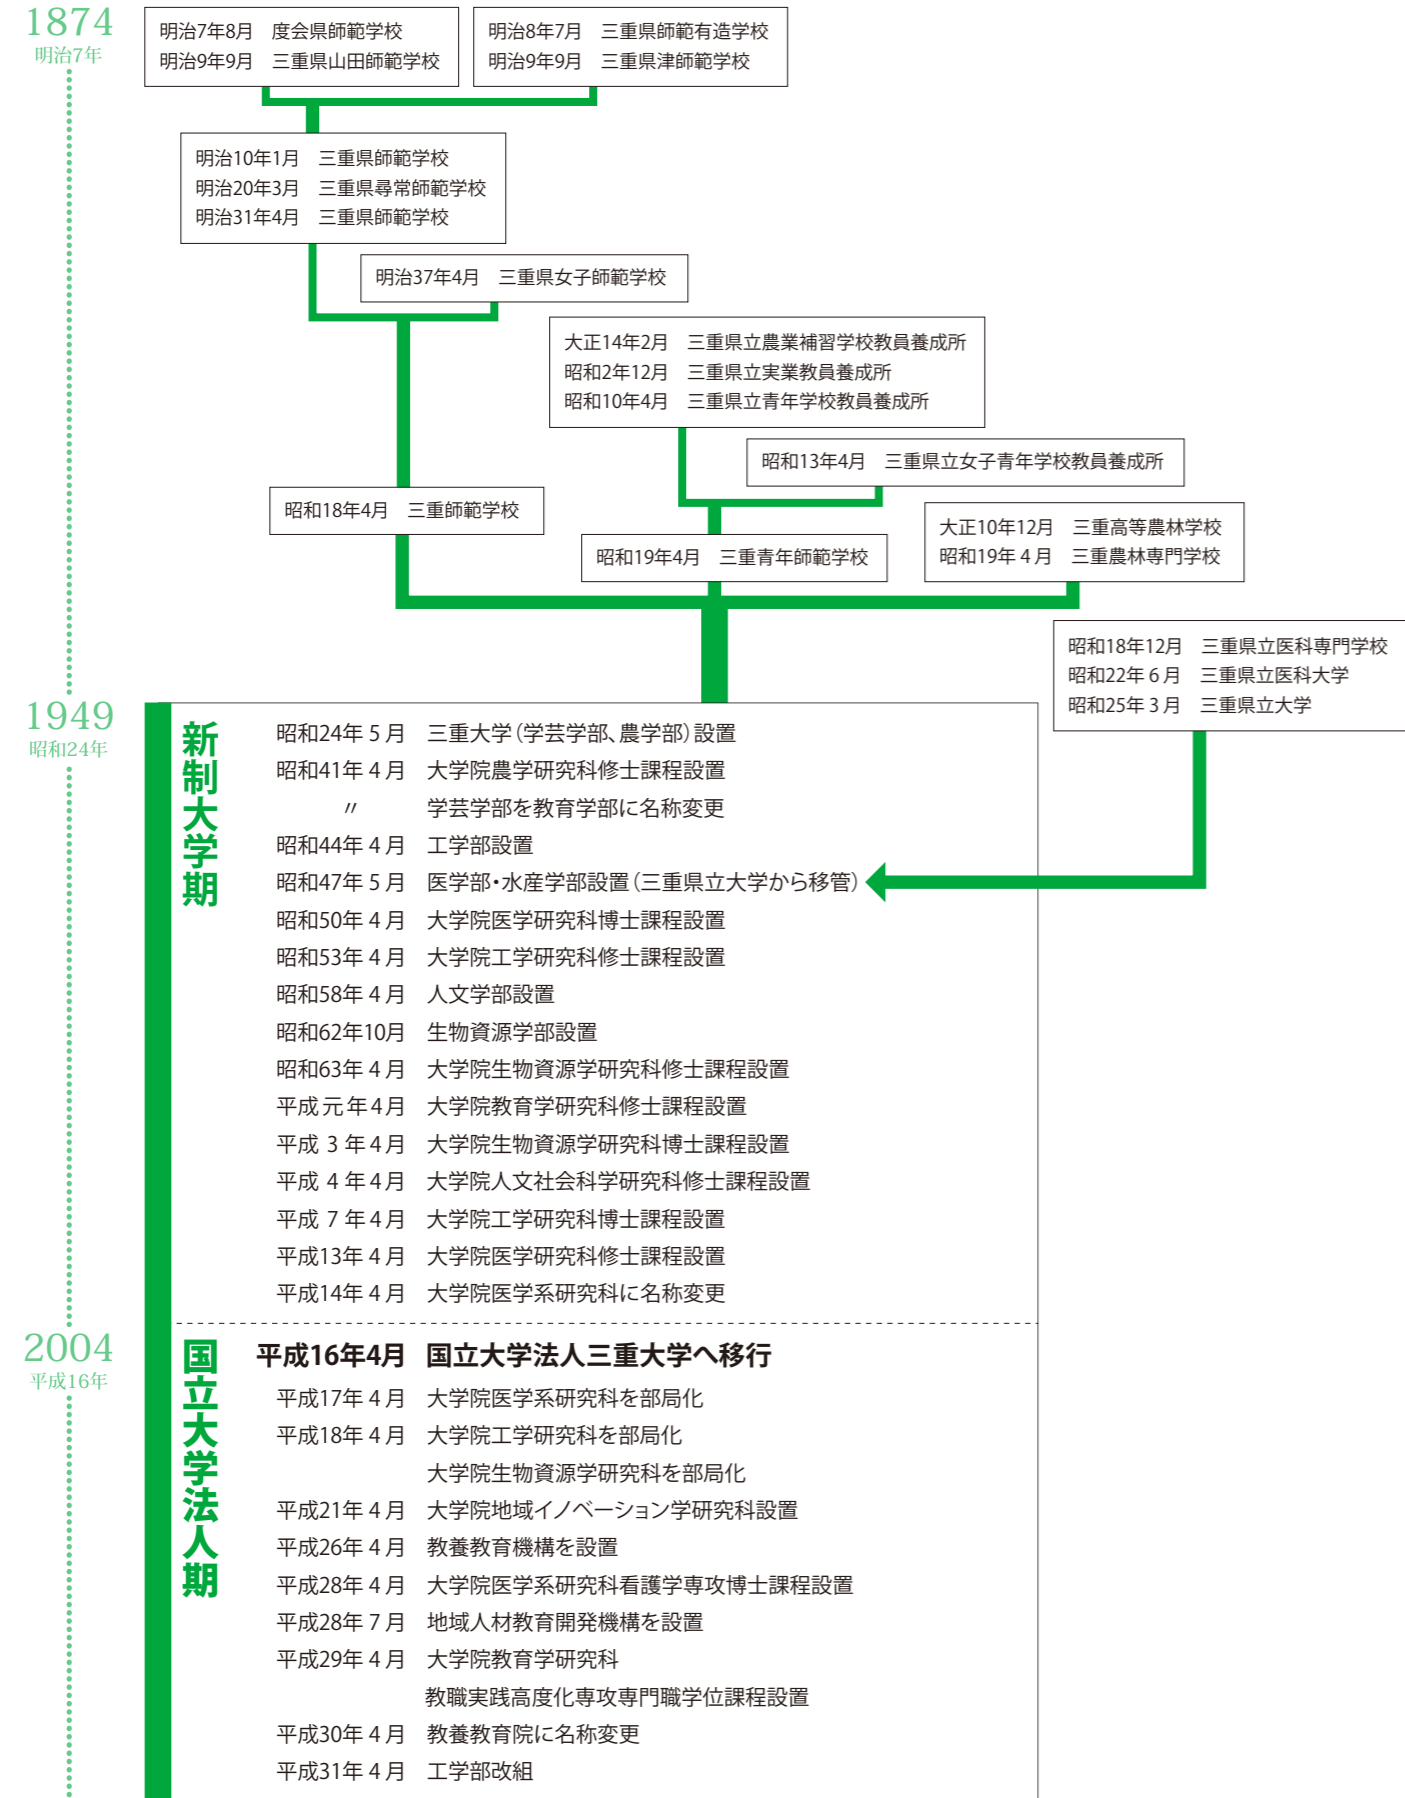 1874
明治7年
明治7年8月 度会県師範学校
明治9年9月 三重県山田師範学校
明治8年7月 三重県師範有造学校
明治9年9月 三重県津師範学校
明治10年1月 三重県師範学校
明治20年3月 三重県尋常師範学校
明治31年4月 三重県師範学校
明治37年4月 三重県女子師範学校
大正14年2月 三重県立農業補習学校教員養成所
昭和2年12月 三重県立実業教員養成所
昭和10年4月 三重県立青年学校教員養成所
昭和13年4月 三重県立女子青年学校教員養成所
昭和18年4月 三重師範学校
昭和19年4月 三重青年師範学校
大正10年12月 三重高等農林学校
昭和19年4月 三重農林専門学校
昭和18年12月 三重県立医科専門学校
昭和22年6月 三重県立医科大学
昭和25年3月 三重県立大学
1949
昭和24年
新制大学期
昭和24年5月 三重大学(学芸学部、農学部)設置
昭和41年4月 大学院農学研究科修士課程設置
〃 学芸学部を教育学部に名称変更
昭和44年4月 工学部設置
昭和47年5月 医学部・水産学部設置(三重県立大学から移管)
昭和50年4月 大学院医学研究科博士課程設置
昭和53年4月 大学院工学研究科修士課程設置
昭和58年4月 人文学部設置
昭和62年10月 生物資源学部設置
昭和63年4月 大学院生物資源学研究科修士課程設置
平成元年4月 大学院教育学研究科修士課程設置
平成3年4月 大学院生物資源学研究科博士課程設置
平成4年4月 大学院人文社会科学研究科修士課程設置
平成7年4月 大学院工学研究科博士課程設置
平成13年4月 大学院医学研究科修士課程設置
平成14年4月 大学院医学系研究科に名称変更
2004
平成16年
国立大学法人期
平成16年4月 国立大学法人三重大学へ移行
平成17年4月 大学院医学系研究科を部局化
平成18年4月 大学院工学研究科を部局化
大学院生物資源学研究科を部局化
平成21年4月 大学院地域イノベーション学研究科設置
平成26年4月 教養教育機構を設置
平成28年4月 大学院医学系研究科看護学専攻博士課程設置
平成28年7月 地域人材教育開発機構を設置
平成29年4月 大学院教育学研究科
教職実践高度化専攻専門職学位課程設置
平成30年4月 教養教育院に名称変更
平成31年4月 工学部改組